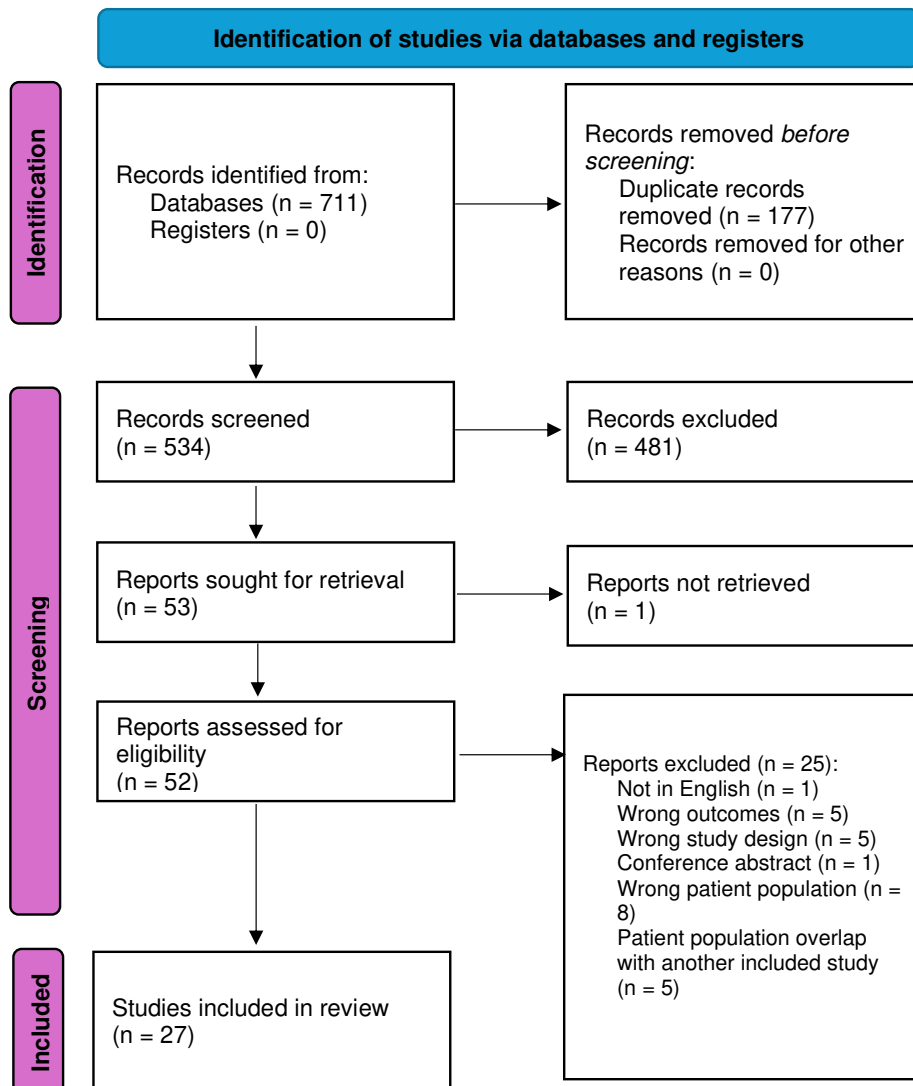 Identification of studies via databases and registers
Identification
Records identified from:
Databases (n = 711)
Registers (n = 0)
Records removed before
screening:
Duplicate records
removed (n = 177)
Records removed for other
reasons (n = 0)
Screening
Records screened
(n = 534)
Records excluded
(n = 481)
Reports sought for retrieval
(n = 53)
Reports not retrieved
(n = 1)
Reports assessed for
eligibility
(n = 52)
Reports excluded (n = 25):
Not in English (n = 1)
Wrong outcomes (n = 5)
Wrong study design (n = 5)
Conference abstract (n = 1)
Wrong patient population (n =
8)
Patient population overlap
with another included study
(n = 5)
Included
Studies included in review
(n = 27)